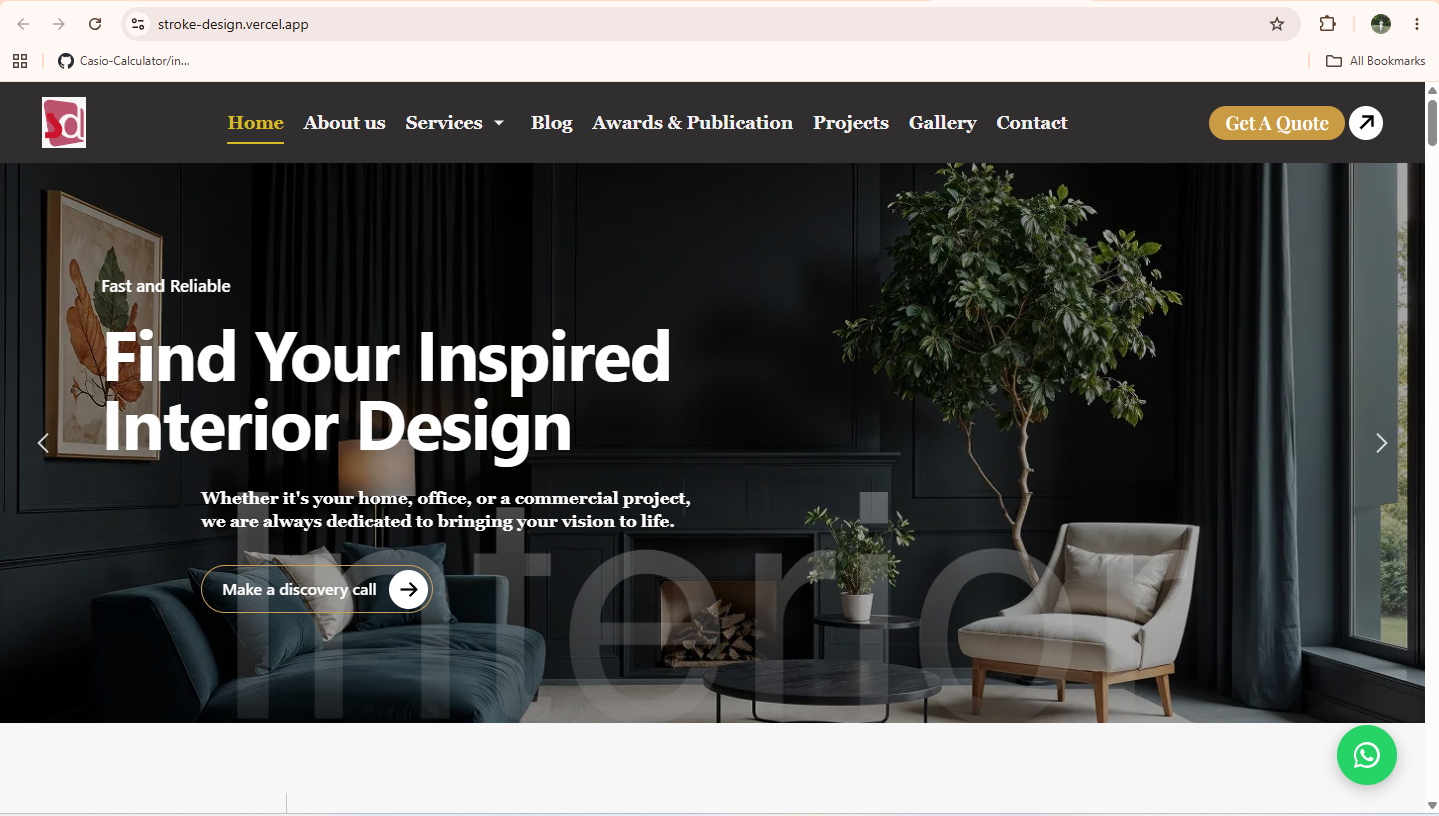 stroke-design.vercel.app
Casio-Calculator/in...
All Bookmarks
sd
Home
About us
Services
Blog
Awards & Publication
Projects
Gallery
Contact
Get A Quote
Fast and Reliable
Find Your Inspired
Interior Design
Whether it's your home, office, or a commercial project,
we are always dedicated to bringing your vision to life.
Make a discovery call
Interior